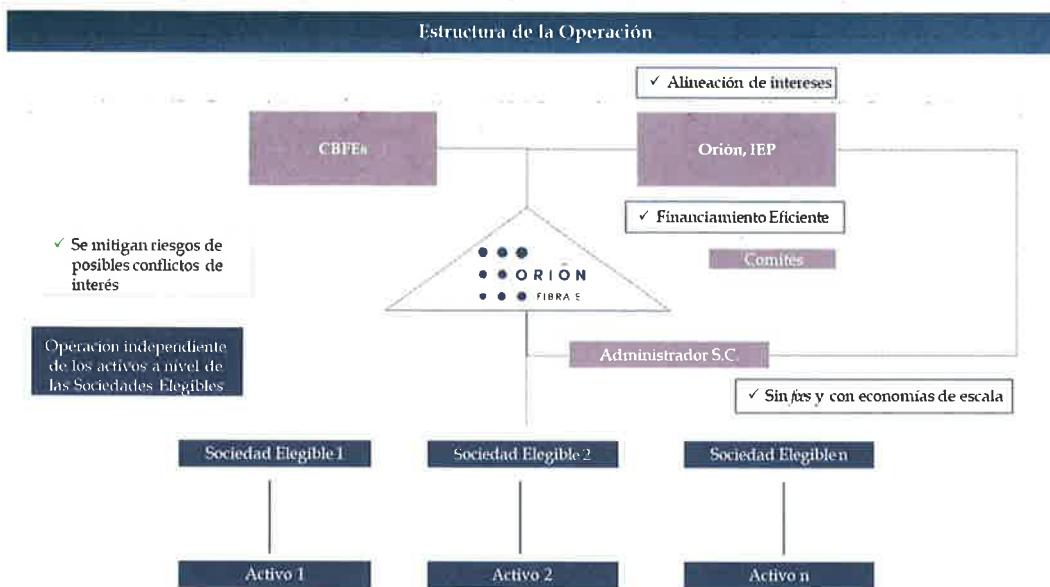 Estructura de la Operación
✓ Alineación de intereses
CBFEs
Orión, IEP
✓ Financiamiento Eficiente
✓ Se mitigan riesgos de
posibles conflictos de
interés
Comités
ORIÓN
FIBRA E
Operación independiente
de los activos a nivel de
las Sociedades Elegibles
Administrador S.C.
✓ Sin fees y con economías de escala
Sociedad Elegible 1
Sociedad Elegible 2
Sociedad Elegible n
Activo 1
Activo 2
Activo n